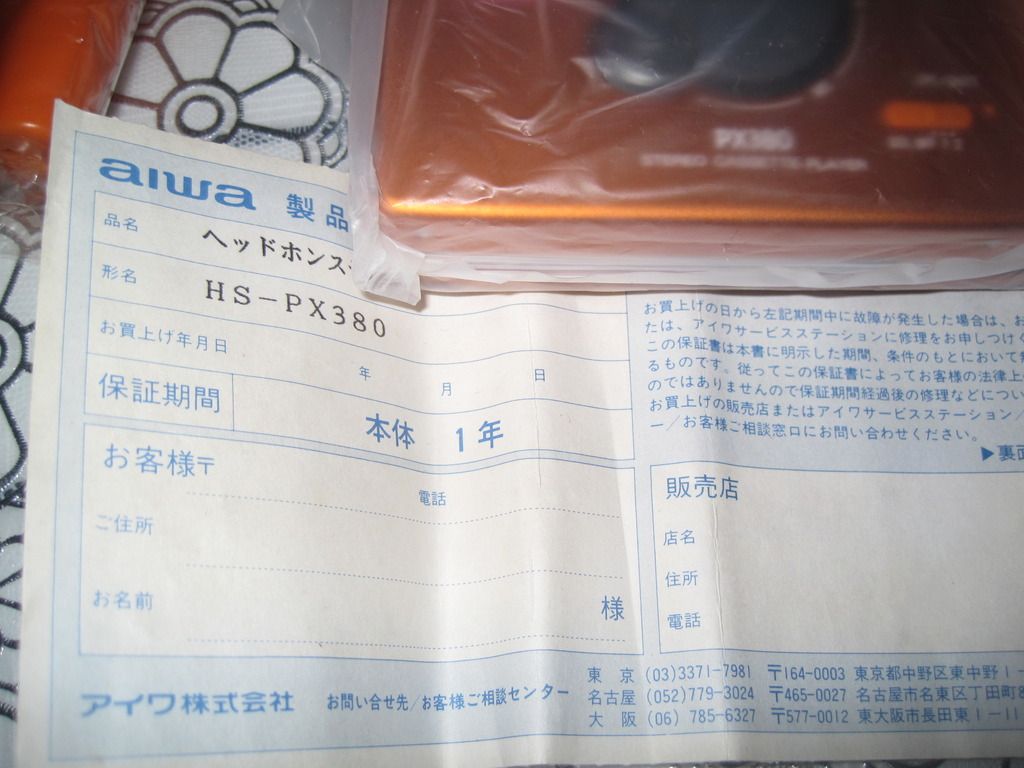 PX380
STEREO CASSETTE PLAYER
aiwa 製品
品名 ヘッドホンス
形名 HS-PX380
お買上げ年月日 年 月 日
保証期間 本体 1年
お客様〒
電話
ご住所
お名前 様
お買上げの日から左記期間中に故障が発生した場合は、お
たは、アイワサービスステーションに修理をお申しつけく
この保証書は本書に明示した期間、条件のもとにおいて無
るものです。従ってこの保証書によってお客様の法律上
のではありませんので保証期間経過後の修理などについ
お買上げの販売店またはアイワサービスステーション/
ー/お客様ご相談窓口にお問い合わせください。
▶裏面
販売店
店名
住所
電話
アイワ株式会社 お問い合せ先/お客様ご相談センター
東京 (03)3371-7981 〒164-0003 東京都中野区東中野1-
名古屋 (052)779-3024 〒465-0027 名古屋市名東区丁田町8
大阪 (06) 785-6327 〒577-0012 東大阪市長田東1-11